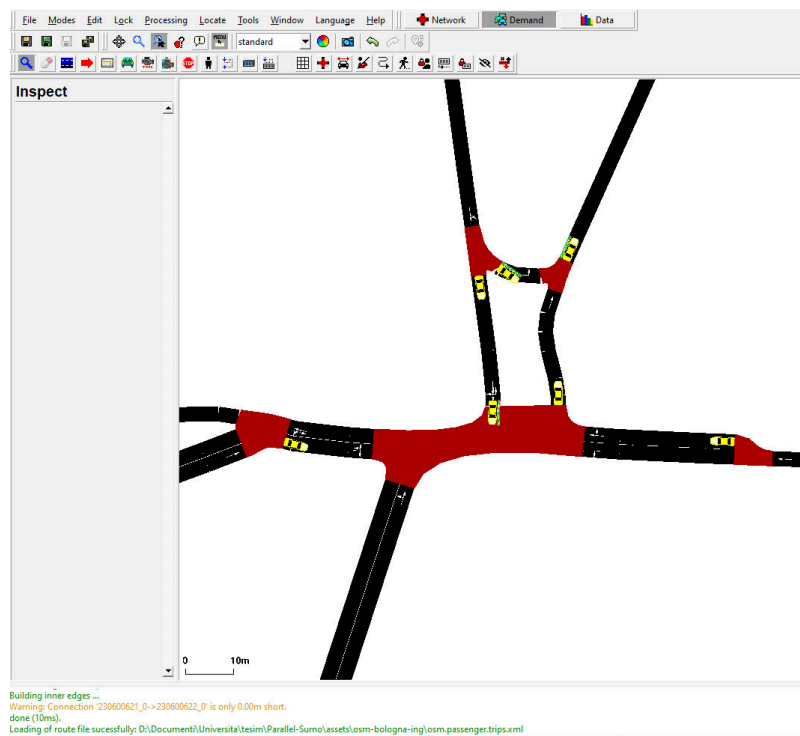 File Modes Edit Lock Processing Locate Tools Window Language Help Network Demand Data
MENU standard
STOP
Inspect
0 10m
Building inner edges ...
Warning: Connection '230600621_0->230600622_0' is only 0.00m short.
done (10ms).
Loading of route file sucessfully: D:\Documenti\Universita\tesim\Parallel-Sumo\assets\osm-bologna-ing\osm.passenger.trips.xml